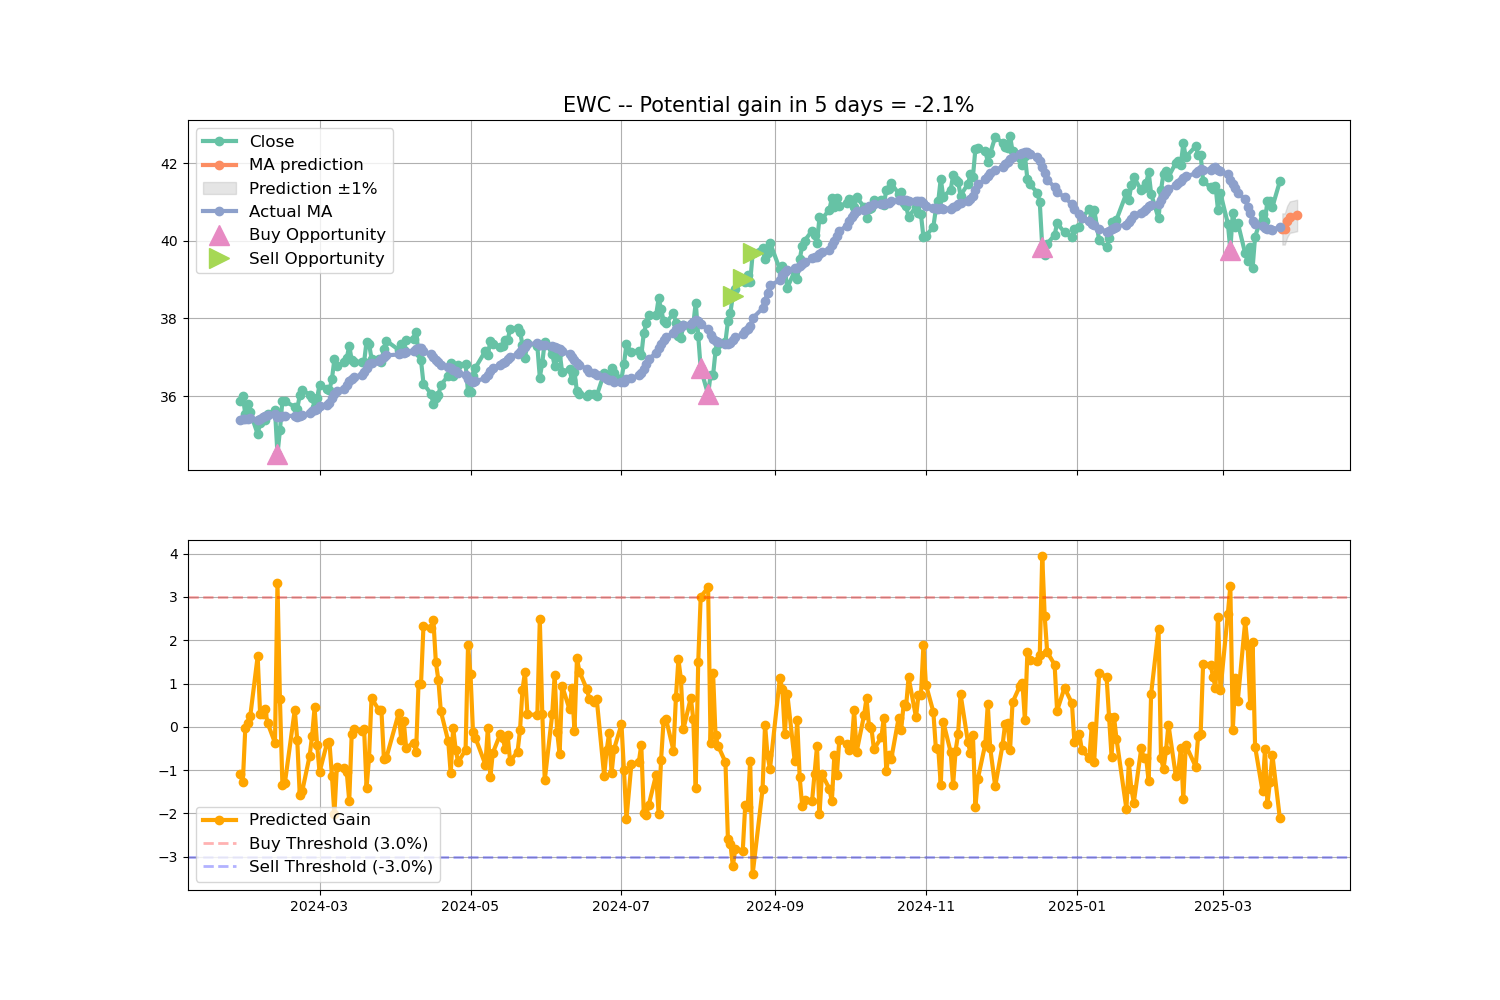 EWC -- Potential gain in 5 days = -2.1%
Close
MA prediction
Prediction ±1%
Actual MA
Buy Opportunity
Sell Opportunity
42
40
38
36
4
3
2
1
0
−1
−2
−3
Predicted Gain
Buy Threshold (3.0%)
Sell Threshold (-3.0%)
2024-03
2024-05
2024-07
2024-09
2024-11
2025-01
2025-03